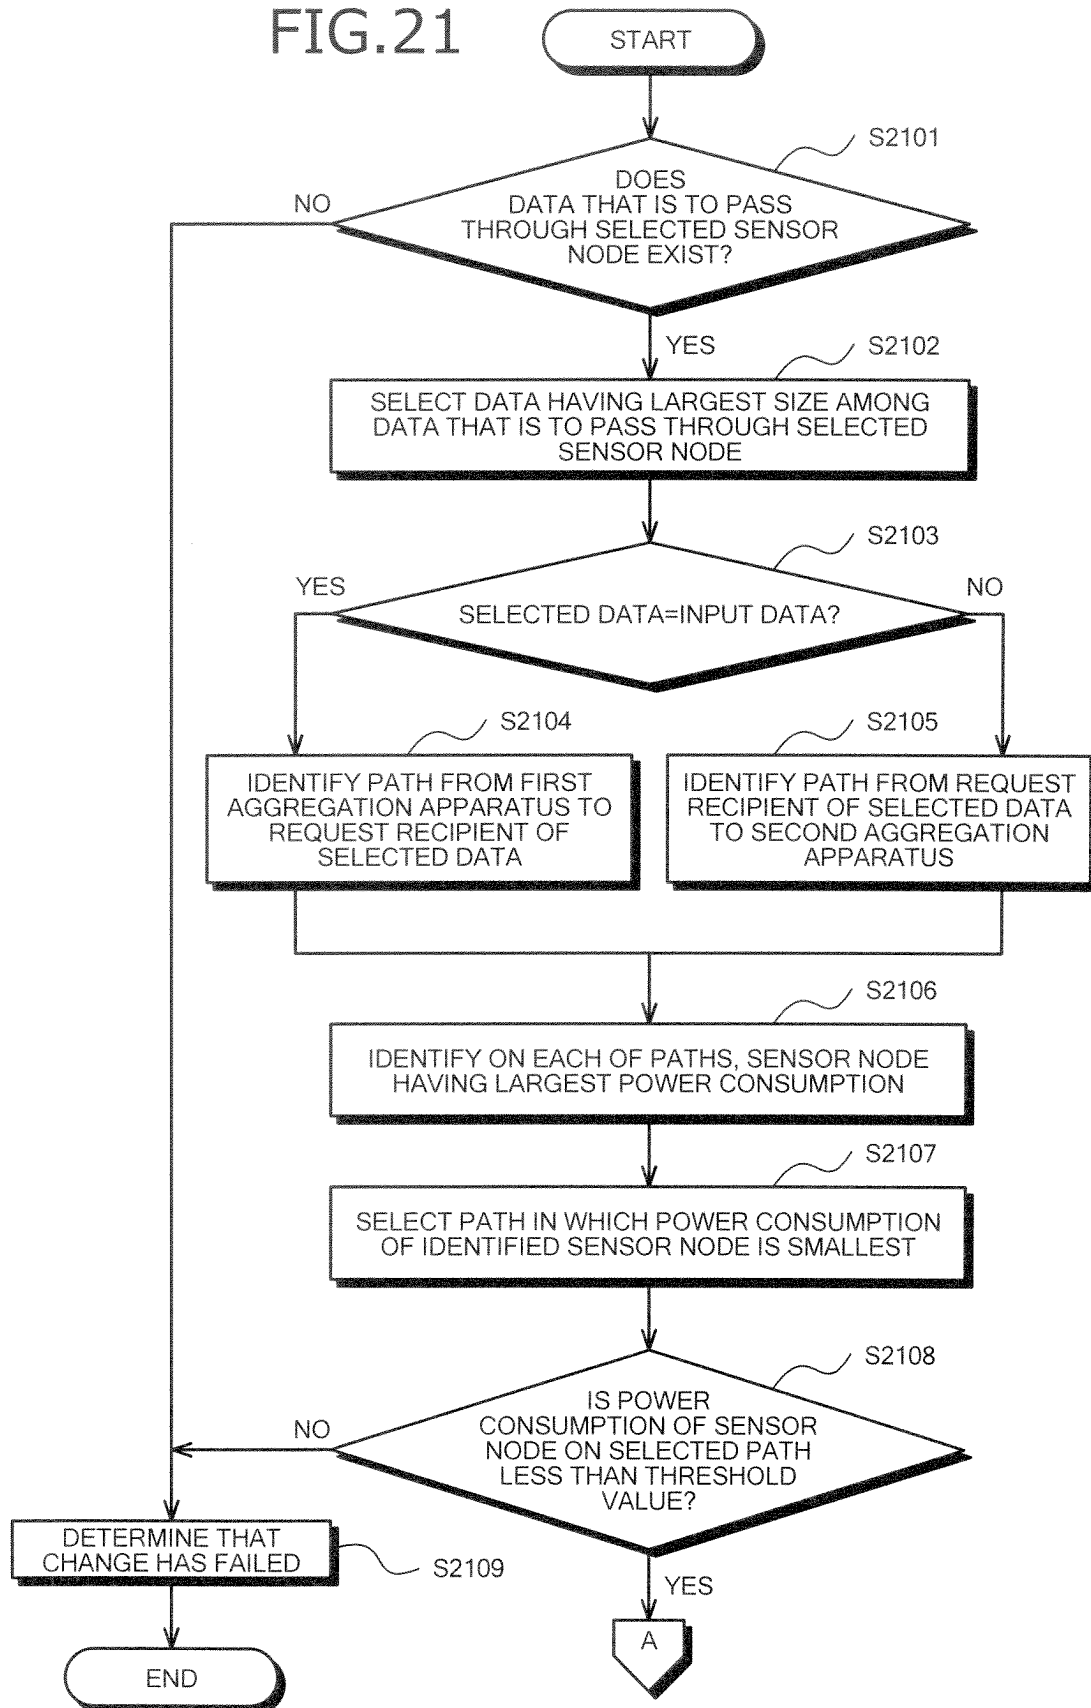 FIG.21
START
S2101
DOES
DATA THAT IS TO PASS
THROUGH SELECTED SENSOR
NODE EXIST?
NO
YES
S2102
SELECT DATA HAVING LARGEST SIZE AMONG
DATA THAT IS TO PASS THROUGH SELECTED
SENSOR NODE
S2103
YES
SELECTED DATA=INPUT DATA?
NO
S2104
IDENTIFY PATH FROM FIRST
AGGREGATION APPARATUS TO
REQUEST RECIPIENT OF
SELECTED DATA
S2105
IDENTIFY PATH FROM REQUEST
RECIPIENT OF SELECTED DATA
TO SECOND AGGREGATION
APPARATUS
S2106
IDENTIFY ON EACH OF PATHS, SENSOR NODE
HAVING LARGEST POWER CONSUMPTION
S2107
SELECT PATH IN WHICH POWER CONSUMPTION
OF IDENTIFIED SENSOR NODE IS SMALLEST
S2108
IS POWER
CONSUMPTION OF SENSOR
NODE ON SELECTED PATH
LESS THAN THRESHOLD
VALUE?
NO
DETERMINE THAT
CHANGE HAS FAILED
S2109
YES
A
END